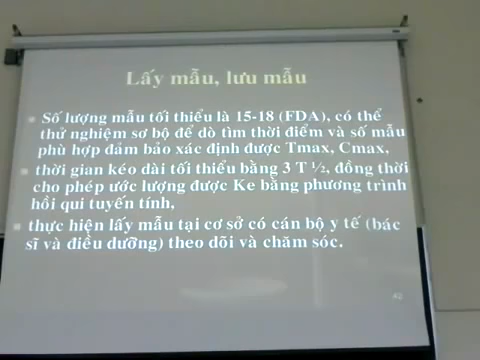 Lấy mẫu, lưu mẫu
Số lượng mẫu tối thiểu là 15-18 (FDA), có thể
thử nghiệm sơ bộ để dò tìm thời điểm và số mẫu
phù hợp đảm bảo xác định được Tmax, Cmax,
thời gian kéo dài tối thiểu bằng 3 T ½, đồng thời
cho phép ước lượng được Ke bằng phương trình
hồi qui tuyến tính,
thực hiện lấy mẫu tại cơ sở có cán bộ y tế (bác
sĩ và điều dưỡng) theo dõi và chăm sóc.